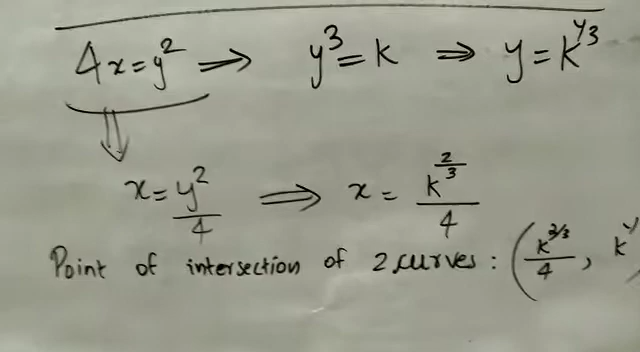 4x = y² ⟹ y³ = k ⟹ y = k^{1/3}
⇓
x = y²/4 ⟹ x = k^{2/3}/4
Point of intersection of 2 curves : (k^{2/3}/4, k